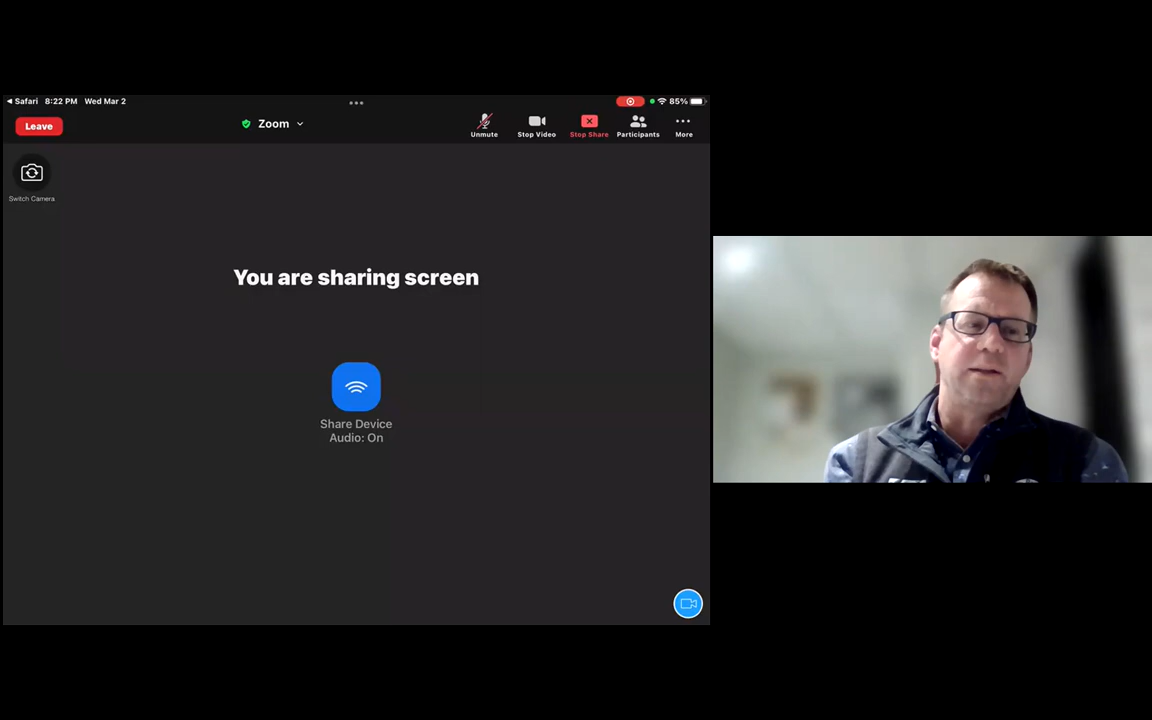 ◀ Safari 8:22 PM Wed Mar 2
85%
Leave
Zoom
Unmute Stop Video Stop Share Participants More
Switch Camera
You are sharing screen
Share Device
Audio: On